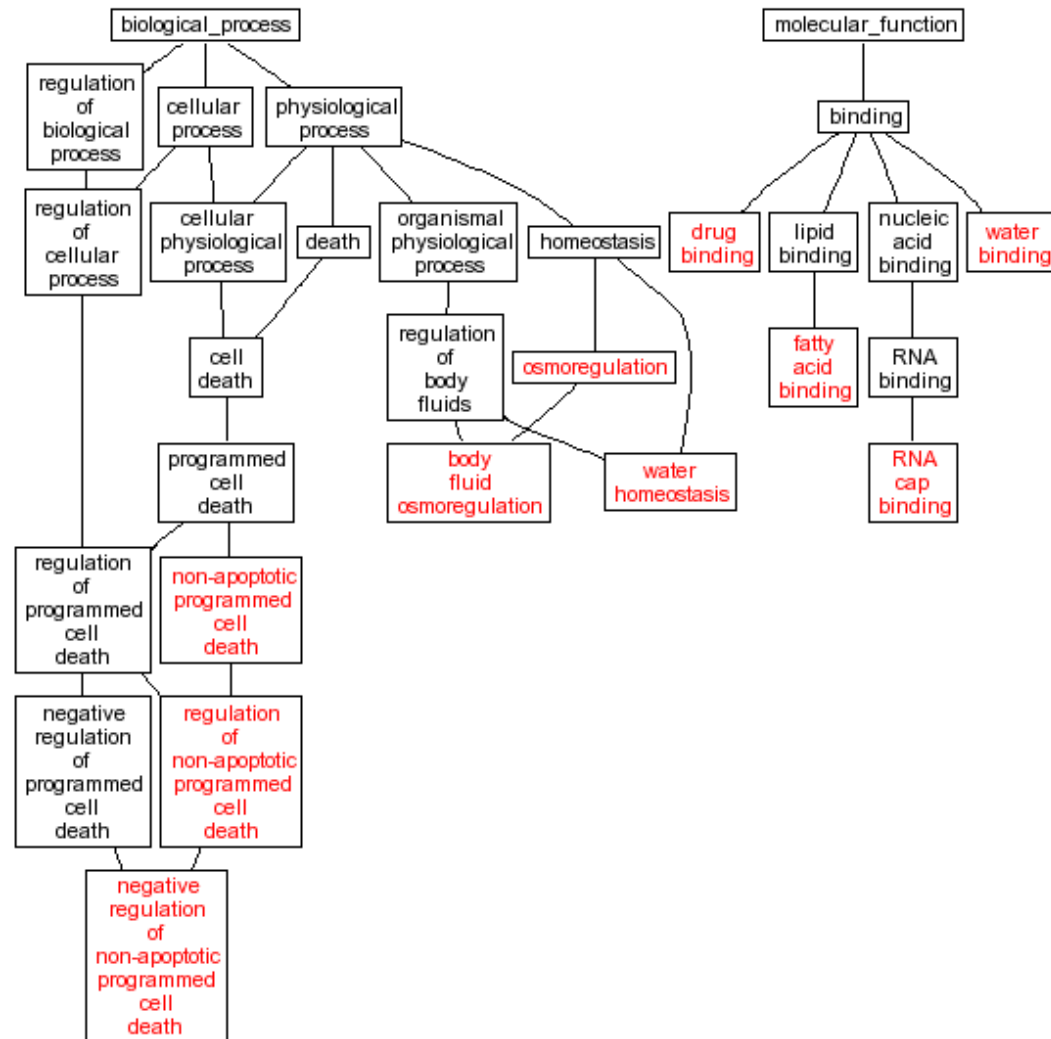 biological_process
molecular_function
regulation
of
biological
process
cellular
process
physiological
process
binding
regulation
of
cellular
process
cellular
physiological
process
death
organismal
physiological
process
homeostasis
drug
binding
lipid
binding
nucleic
acid
binding
water
binding
cell
death
regulation
of
body
fluids
osmoregulation
fatty
acid
binding
RNA
binding
programmed
cell
death
body
fluid
osmoregulation
water
homeostasis
RNA
cap
binding
regulation
of
programmed
cell
death
non-apoptotic
programmed
cell
death
negative
regulation
of
programmed
cell
death
regulation
of
non-apoptotic
programmed
cell
death
negative
regulation
of
non-apoptotic
programmed
cell
death